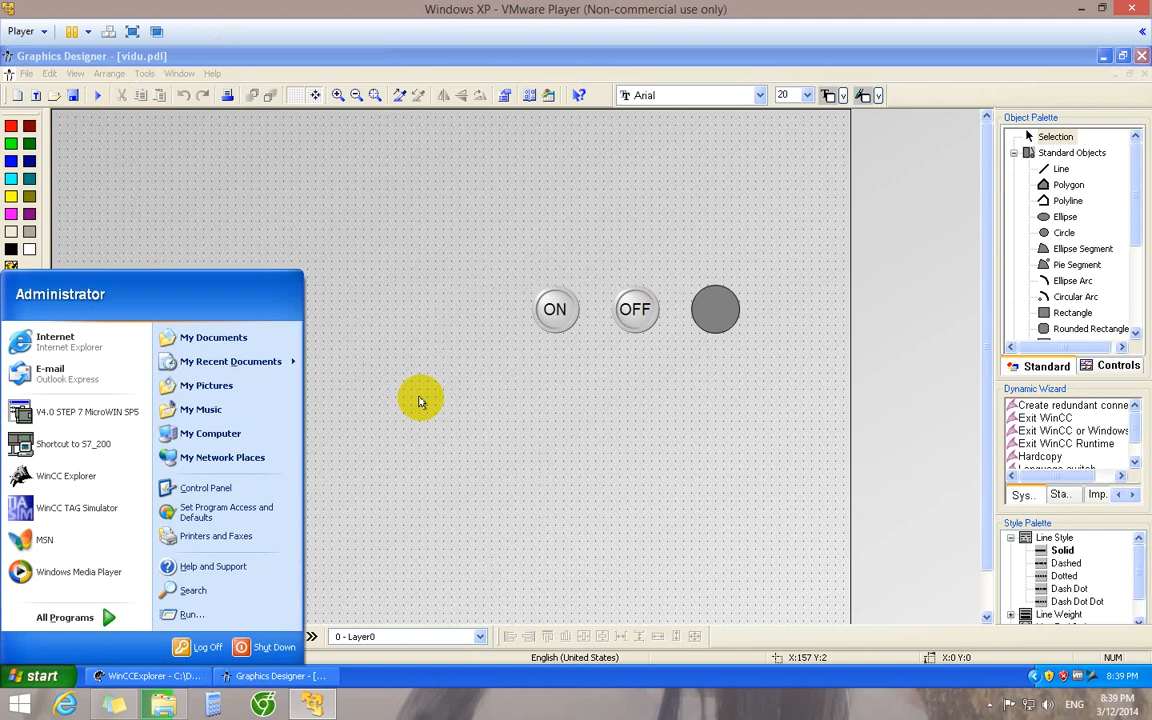 Windows XP - VMware Player (Non-commercial use only)
Player
Graphics Designer - [vidu.pdl]
File Edit View Arrange Tools Window Help
Arial
20
Object Palette
Selection
Standard Objects
Line
Polygon
Polyline
Ellipse
Circle
Ellipse Segment
Pie Segment
Ellipse Arc
Circular Arc
Rectangle
Rounded Rectangle
Standard
Controls
Dynamic Wizard
Create redundant conne
Exit WinCC
Exit WinCC or Windows
Exit WinCC Runtime
Hardcopy
Language switch
Sys..
Sta..
Imp.
Style Palette
Line Style
Solid
Dashed
Dotted
Dash Dot
Dash Dot Dot
Line Weight
ON
OFF
Administrator
Internet
Internet Explorer
E-mail
Outlook Express
V4.0 STEP 7 MicroWIN SP5
Shortcut to S7_200
WinCC Explorer
WinCC TAG Simulator
MSN
Windows Media Player
All Programs
My Documents
My Recent Documents
My Pictures
My Music
My Computer
My Network Places
Control Panel
Set Program Access and
Defaults
Printers and Faxes
Help and Support
Search
Run...
Log Off
Shut Down
0 - Layer0
English (United States)
X:157 Y:2
X:0 Y:0
NUM
start
WinCCExplorer - C:\D...
Graphics Designer - [...
8:39 PM
ENG
8:39 PM
3/12/2014